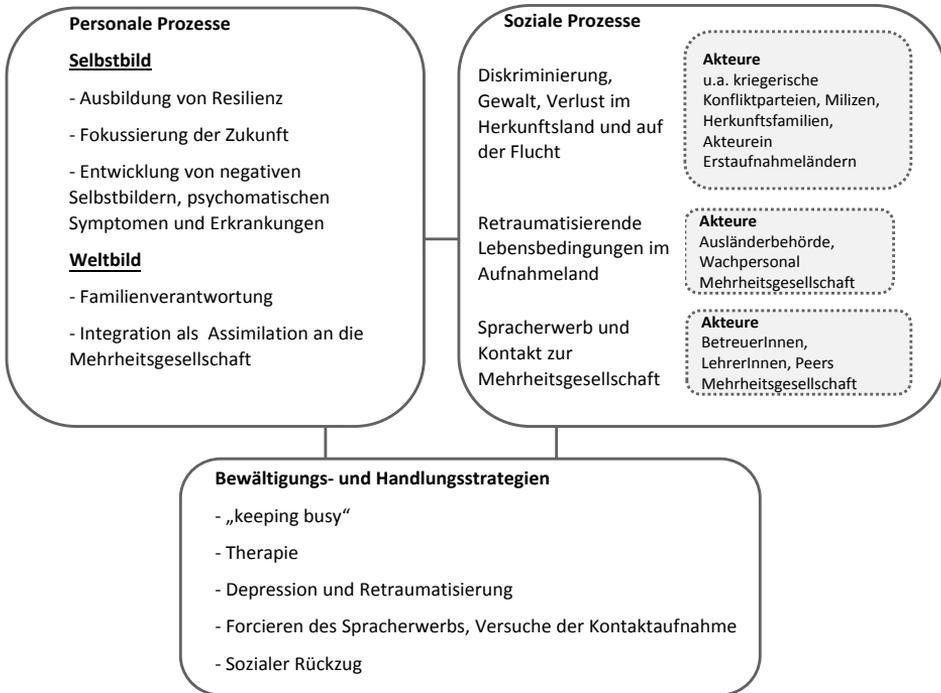 Personale Prozesse
Selbstbild
- Ausbildung von Resilienz
- Fokussierung der Zukunft
- Entwicklung von negativen
Selbstbildern, psychomatischen
Symptomen und Erkrankungen
Weltbild
- Familienverantwortung
- Integration als Assimilation an die
Mehrheitsgesellschaft
Soziale Prozesse
Diskriminierung,
Gewalt, Verlust im
Herkunftsland und auf
der Flucht
Akteure
u.a. kriegerische
Konfliktparteien, Milizen,
Herkunftsfamilien,
Akteurein
Erstaufnahmeländern
Retraumatisierende
Lebensbedingungen im
Aufnahmeland
Akteure
Ausländerbehörde,
Wachpersonal
Mehrheitsgesellschaft
Spracherwerb und
Kontakt zur
Mehrheitsgesellschaft
Akteure
BetreuerInnen,
LehrerInnen, Peers
Mehrheitsgesellschaft
Bewältigungs- und Handlungsstrategien
- „keeping busy“
- Therapie
- Depression und Retraumatisierung
- Forcieren des Spracherwerbs, Versuche der Kontaktaufnahme
- Sozialer Rückzug